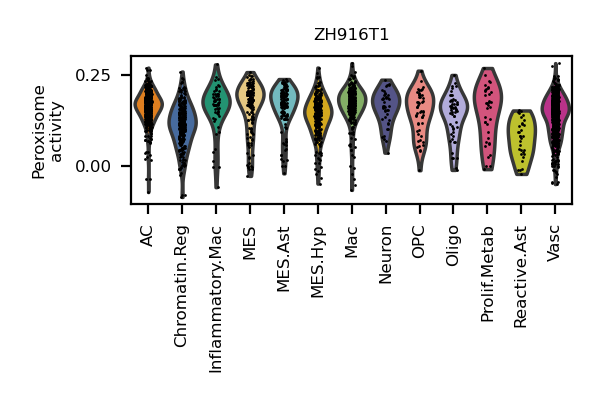 ZH916T1
Peroxisome
activity
0.25
0.00
AC
Chromatin.Reg
Inflammatory.Mac
MES
MES.Ast
MES.Hyp
Mac
Neuron
OPC
Oligo
Prolif.Metab
Reactive.Ast
Vasc